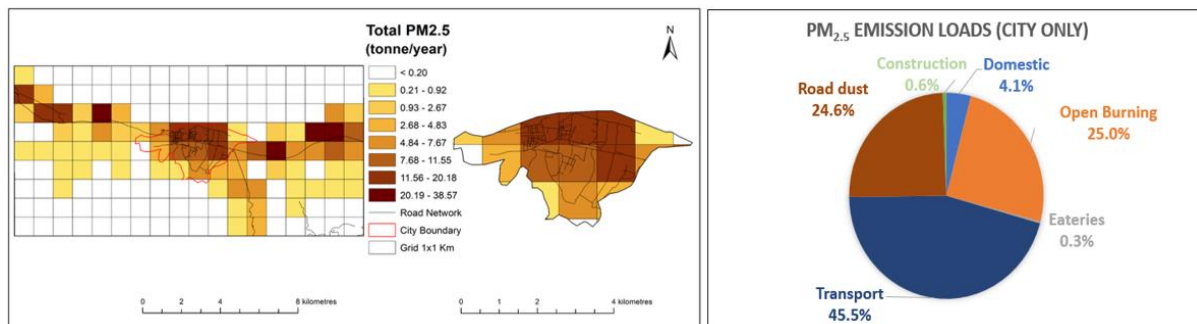 Total PM2.5
(tonne/year)
< 0.20
0.21 - 0.92
0.93 - 2.67
2.68 - 4.83
4.84 - 7.67
7.68 - 11.55
11.56 - 20.18
20.19 - 38.57
Road Network
City Boundary
Grid 1x1 Km
N
0 2 4 8 kilometres
0 1 2 4 kilometres
PM2.5 EMISSION LOADS (CITY ONLY)
Construction
0.6%
Domestic
4.1%
Road dust
24.6%
Open Burning
25.0%
Eateries
0.3%
Transport
45.5%